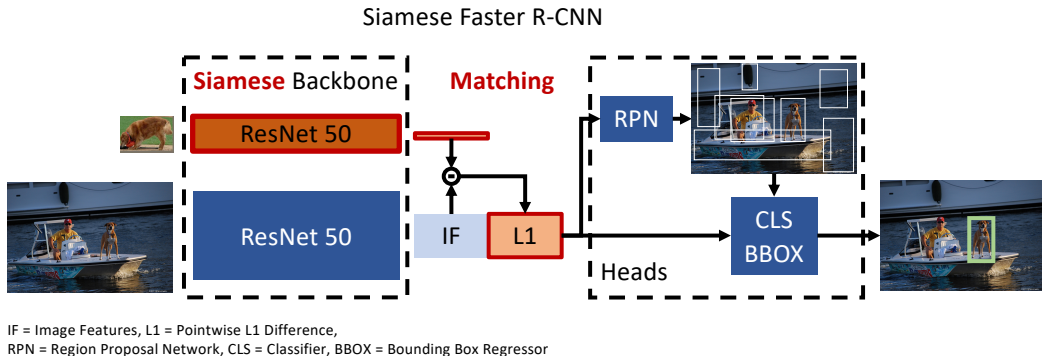 Siamese Faster R-CNN
Siamese Backbone
Matching
ResNet 50
RPN
ResNet 50
IF
L1
CLS
BBOX
Heads
IF = Image Features, L1 = Pointwise L1 Difference,
RPN = Region Proposal Network, CLS = Classifier, BBOX = Bounding Box Regressor